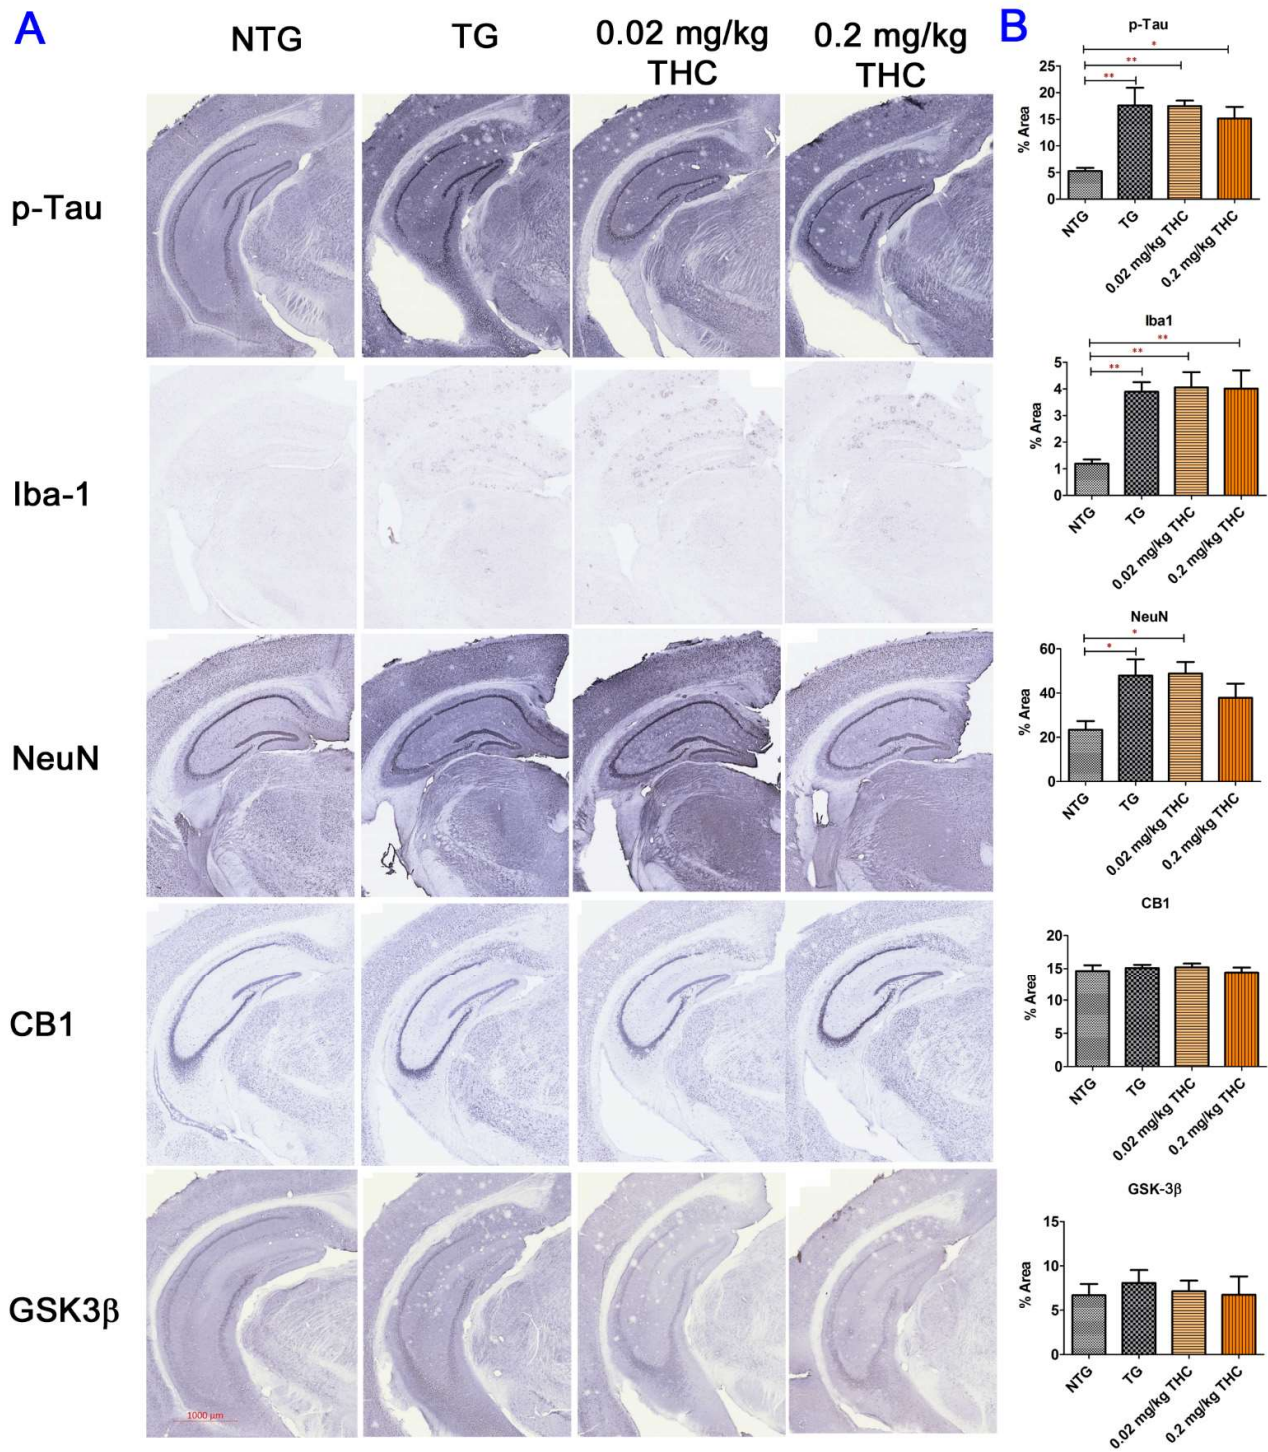 A
NTG
TG
0.02 mg/kg
THC
0.2 mg/kg
THC
p-Tau
Iba-1
NeuN
CB1
GSK3β
1000 µm
B
p-Tau
*
**
**
25
20
15
10
5
0
% Area
NTG
TG
0.02 mg/kg THC
0.2 mg/kg THC
Iba1
**
**
**
5
4
3
2
1
0
% Area
NTG
TG
0.02 mg/kg THC
0.2 mg/kg THC
NeuN
*
*
60
40
20
0
% Area
NTG
TG
0.02 mg/kg THC
0.2 mg/kg THC
CB1
20
15
10
5
0
% Area
NTG
TG
0.02 mg/kg THC
0.2 mg/kg THC
GSK-3β
15
10
5
0
% Area
NTG
TG
0.02 mg/kg THC
0.2 mg/kg THC